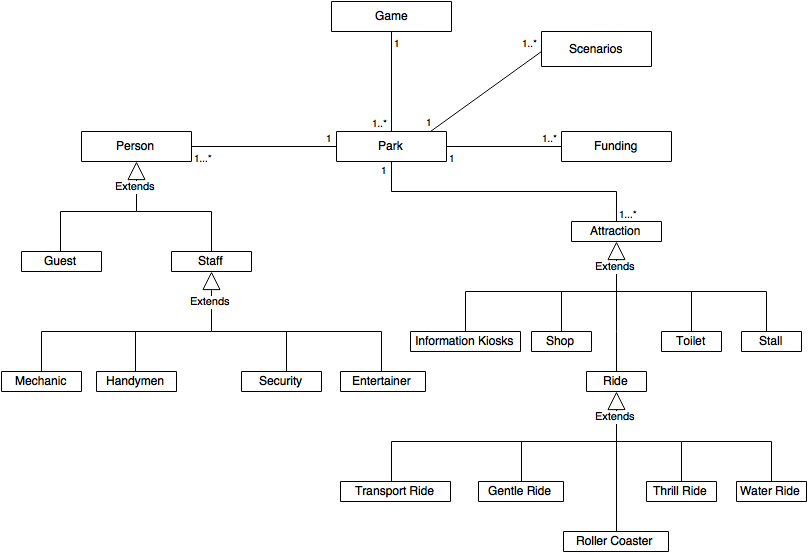 Game
1
1..*
Scenarios
1..*
1
Person
1
1...*
Park
1
1..*
Funding
1
Extends
1...*
Attraction
Guest
Staff
Extends
Extends
Information Kiosks
Shop
Toilet
Stall
Mechanic
Handymen
Security
Entertainer
Ride
Extends
Transport Ride
Gentle Ride
Thrill Ride
Water Ride
Roller Coaster